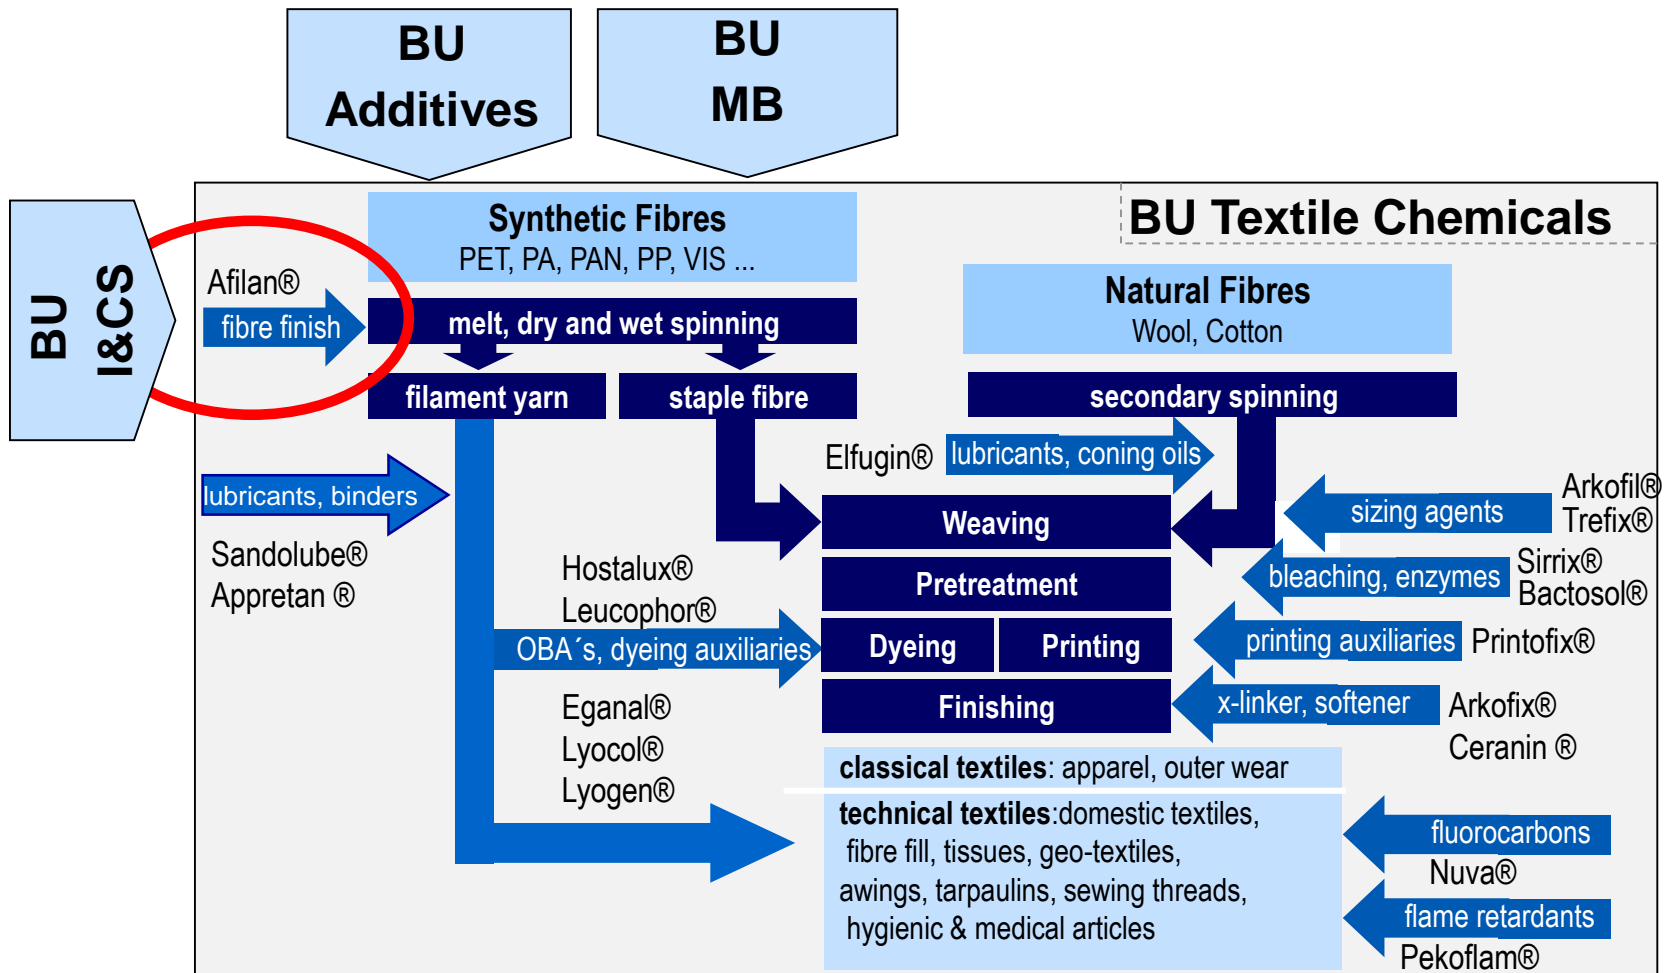 BU
Additives
BU
MB
BU
I&CS
BU Textile Chemicals
Synthetic Fibres
PET, PA, PAN, PP, VIS ...
Natural Fibres
Wool, Cotton
Afilan®
fibre finish
melt, dry and wet spinning
filament yarn
staple fibre
secondary spinning
Elfugin®
lubricants, coning oils
lubricants, binders
Sandolube®
Appretan ®
Weaving
sizing agents
Arkofil®
Trefix®
Pretreatment
bleaching, enzymes
Sirrix®
Bactosol®
Hostalux®
Leucophor®
OBA´s, dyeing auxiliaries
Dyeing
Printing
printing auxiliaries
Printofix®
Eganal®
Lyocol®
Lyogen®
Finishing
x-linker, softener
Arkofix®
Ceranin ®
classical textiles: apparel, outer wear
technical textiles:domestic textiles,
fibre fill, tissues, geo-textiles,
awings, tarpaulins, sewing threads,
hygienic & medical articles
fluorocarbons
Nuva®
flame retardants
Pekoflam®